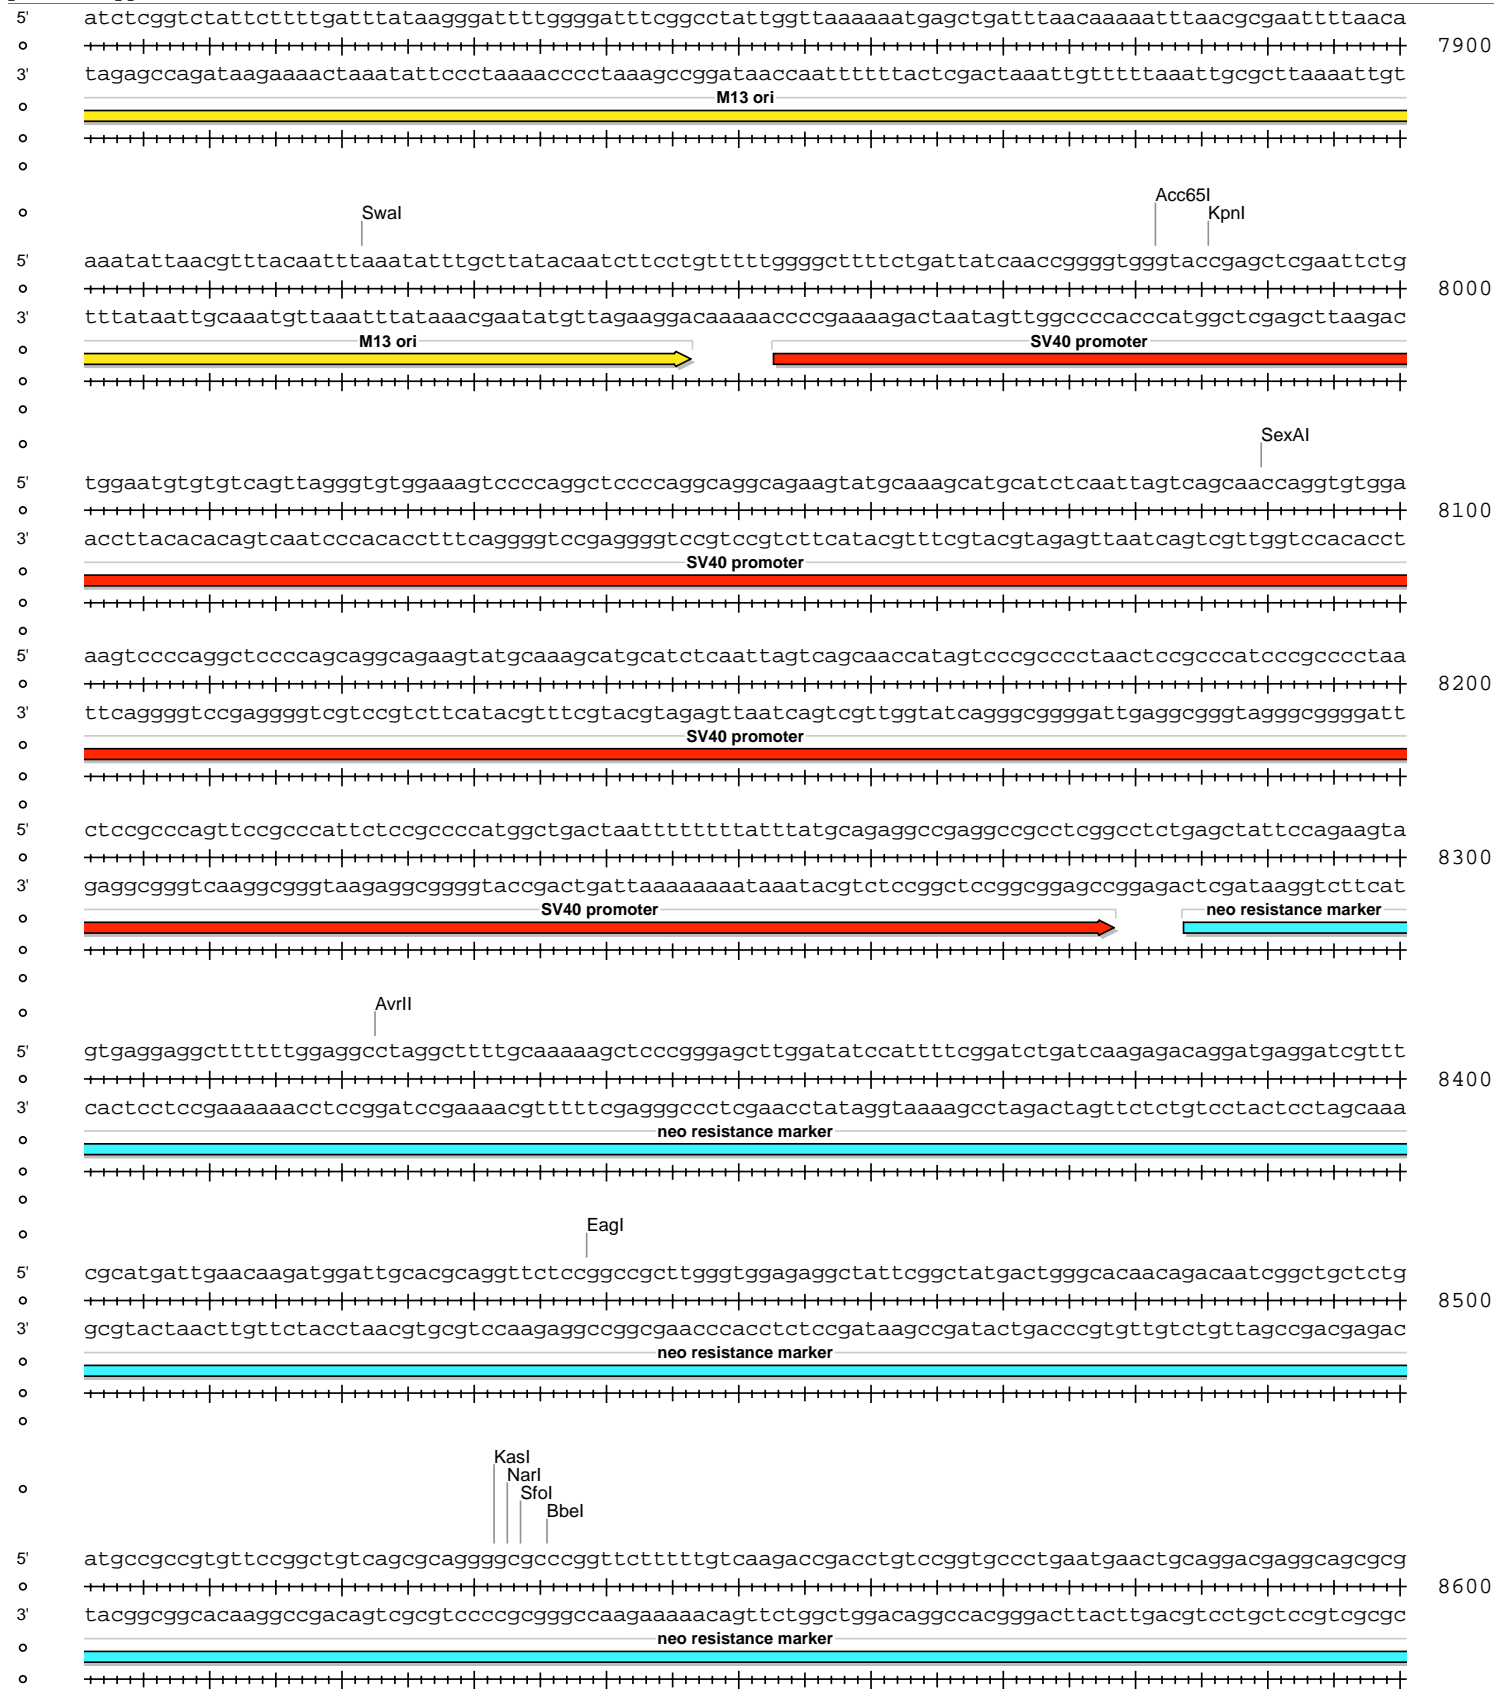 5' atctcggtctattcttttgatttataagggattttggggatttcggcctattggttaaaaaatgagctgatttaacaaaaatttaacgcgaattttaaca
7900
3' tagagccagataagaaaactaaatattccctaaaacccctaaagccggataaccaattttttactcgactaaattgtttttaaattgcgcttaaaattgt
M13 ori
SwaI Acc65I KpnI
5' aaatattaacgtttacaatttaaatatttgcttatacaatcttcctgtttttggggcttttctgattatcaaccggggtgggtaccgagctcgaattctg
8000
3' tttataattgcaaatgttaaatttataaacgaatatgttagaaggacaaaaaccccgaaaagactaatagttggccccacccatggctcgagcttaagac
M13 ori SV40 promoter
SexAI
5' tggaatgtgtgtcagttagggtgtggaaagtccccaggctccccaggcaggcagaagtatgcaaagcatgcatctcaattagtcagcaaccaggtgtgga
8100
3' accttacacacagtcaatcccacacctttcaggggtccgaggggtccgtccgtcttcatacgtttcgtacgtagagttaatcagtcgttggtccacacct
SV40 promoter
5' aagtccccaggctccccagcaggcagaagtatgcaaagcatgcatctcaattagtcagcaaccatagtcccgcccctaactccgcccatcccgcccctaa
8200
3' ttcaggggtccgaggggtcgtccgtcttcatacgtttcgtacgtagagttaatcagtcgttggtatcagggcggggattgaggcgggtagggcggggatt
SV40 promoter
5' ctccgcccagttccgcccattctccgccccatggctgactaattttttttatttatgcagaggccgaggccgcctcggcctctgagctattccagaagta
8300
3' gaggcgggtcaaggcgggtaagaggcggggtaccgactgattaaaaaaaataaatacgtctccggctccggcggagccggagactcgataaggtcttcat
SV40 promoter neo resistance marker
AvrII
5' gtgaggaggcttttttggaggcctaggcttttgcaaaaagctcccgggagcttggatatccattttcggatctgatcaagagacaggatgaggatcgttt
8400
3' cactcctccgaaaaaacctccggatccgaaaacgtttttcgagggccctcgaacctataggtaaaagcctagactagttctctgtcctactcctagcaaa
neo resistance marker
EagI
5' cgcatgattgaacaagatggattgcacgcaggttctccggccgcttgggtggagaggctattcggctatgactgggcacaacagacaatcggctgctctg
8500
3' gcgtactaacttgttctacctaacgtgcgtccaagaggccggcgaacccacctctccgataagccgatactgacccgtgttgtctgttagccgacgagac
neo resistance marker
KasI
NarI
SfoI
BbeI
5' atgccgccgtgttccggctgtcagcgcaggggcgcccggttctttttgtcaagaccgacctgtccggtgccctgaatgaactgcaggacgaggcagcgcg
8600
3' tacggcggcacaaggccgacagtcgcgtccccgcgggccaagaaaaacagttctggctggacaggccacgggacttacttgacgtcctgctccgtcgcgc
neo resistance marker